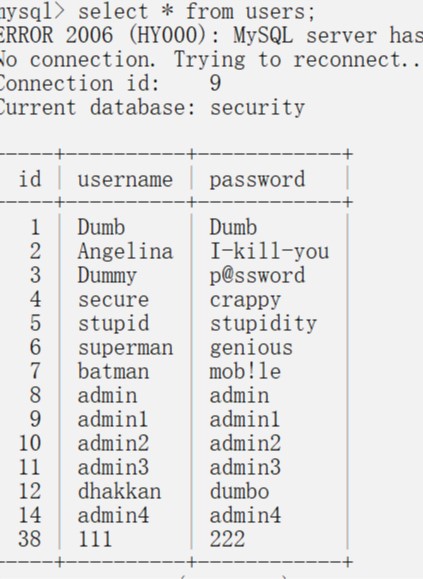 mysql> select * from users;
ERROR 2006 (HY000): MySQL server has
No connection. Trying to reconnect..
Connection id:    9
Current database: security
-----+-----------+------------+
  id | username  | password   |
-----+-----------+------------+
   1 | Dumb      | Dumb       |
   2 | Angelina  | I-kill-you |
   3 | Dummy     | p@ssword   |
   4 | secure    | crappy     |
   5 | stupid    | stupidity  |
   6 | superman  | genious    |
   7 | batman    | mob!le     |
   8 | admin     | admin      |
   9 | admin1    | admin1     |
  10 | admin2    | admin2     |
  11 | admin3    | admin3     |
  12 | dhakkan   | dumbo      |
  14 | admin4    | admin4     |
  38 | 111       | 222        |
-----+-----------+------------+